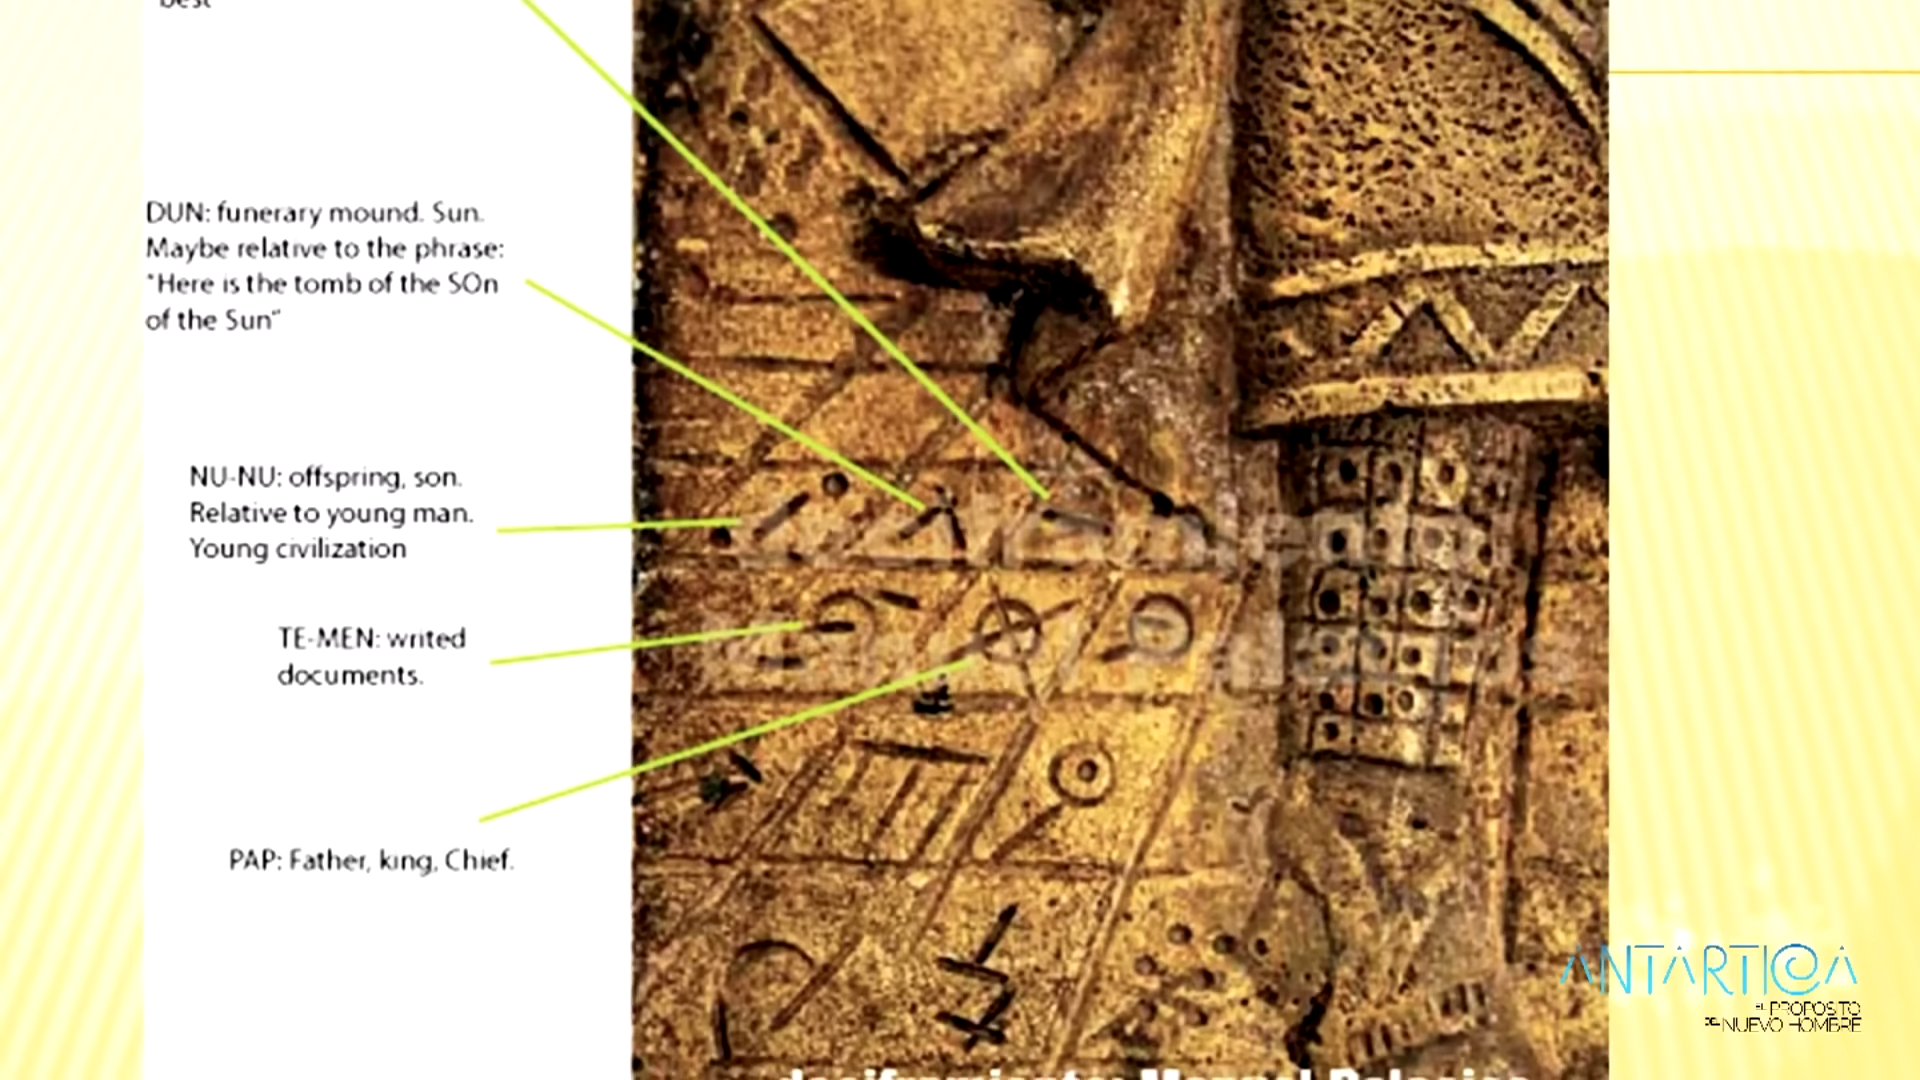 best
DUN: funerary mound. Sun.
Maybe relative to the phrase:
"Here is the tomb of the SOn
of the Sun"
NU-NU: offspring, son.
Relative to young man.
Young civilization
TE-MEN: writed
documents.
PAP: Father, king, Chief.
ANTARTICA
EL PROPOSITO
DEL NUEVO HOMBRE